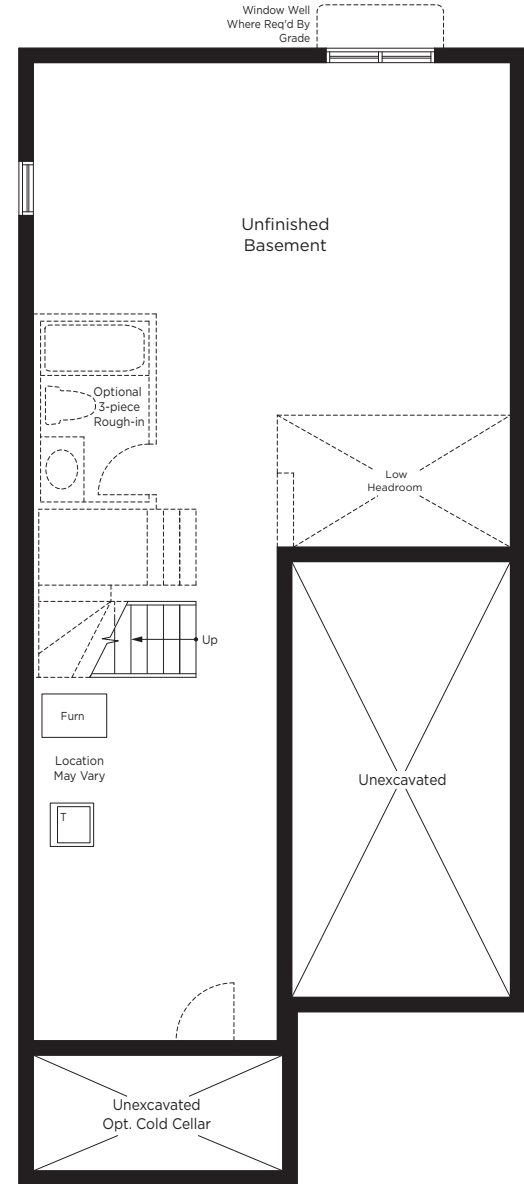 Window Well
Where Req'd By
Grade
Unfinished
Basement
Optional
3-piece
Rough-in
Low
Headroom
Up
Furn
Location
May Vary
Unexcavated
T
Unexcavated
Opt. Cold Cellar